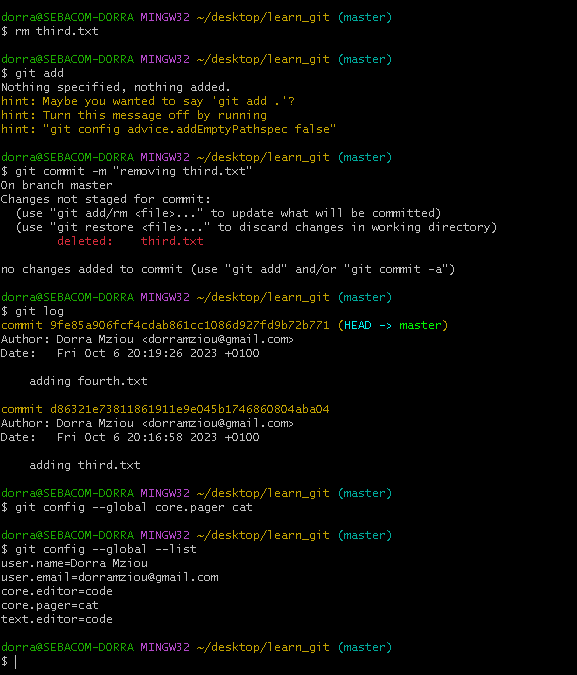 dorra@SEBACOM-DORRA MINGW32 ~/desktop/learn_git (master)
$ rm third.txt
dorra@SEBACOM-DORRA MINGW32 ~/desktop/learn_git (master)
$ git add
Nothing specified, nothing added.
hint: Maybe you wanted to say 'git add .'?
hint: Turn this message off by running
hint: "git config advice.addEmptyPathspec false"
dorra@SEBACOM-DORRA MINGW32 ~/desktop/learn_git (master)
$ git commit -m "removing third.txt"
On branch master
Changes not staged for commit:
  (use "git add/rm <file>..." to update what will be committed)
  (use "git restore <file>..." to discard changes in working directory)
        deleted:    third.txt
no changes added to commit (use "git add" and/or "git commit -a")
dorra@SEBACOM-DORRA MINGW32 ~/desktop/learn_git (master)
$ git log
commit 9fe85a906fcf4cdab861cc1086d927fd9b72b771 (HEAD -> master)
Author: Dorra Mziou <dorramziou@gmail.com>
Date:   Fri Oct 6 20:19:26 2023 +0100
    adding fourth.txt
commit d86321e73811861911e9e045b1746860804aba04
Author: Dorra Mziou <dorramziou@gmail.com>
Date:   Fri Oct 6 20:16:58 2023 +0100
    adding third.txt
dorra@SEBACOM-DORRA MINGW32 ~/desktop/learn_git (master)
$ git config --global core.pager cat
dorra@SEBACOM-DORRA MINGW32 ~/desktop/learn_git (master)
$ git config --global --list
user.name=Dorra Mziou
user.email=dorramziou@gmail.com
core.editor=code
core.pager=cat
text.editor=code
dorra@SEBACOM-DORRA MINGW32 ~/desktop/learn_git (master)
$